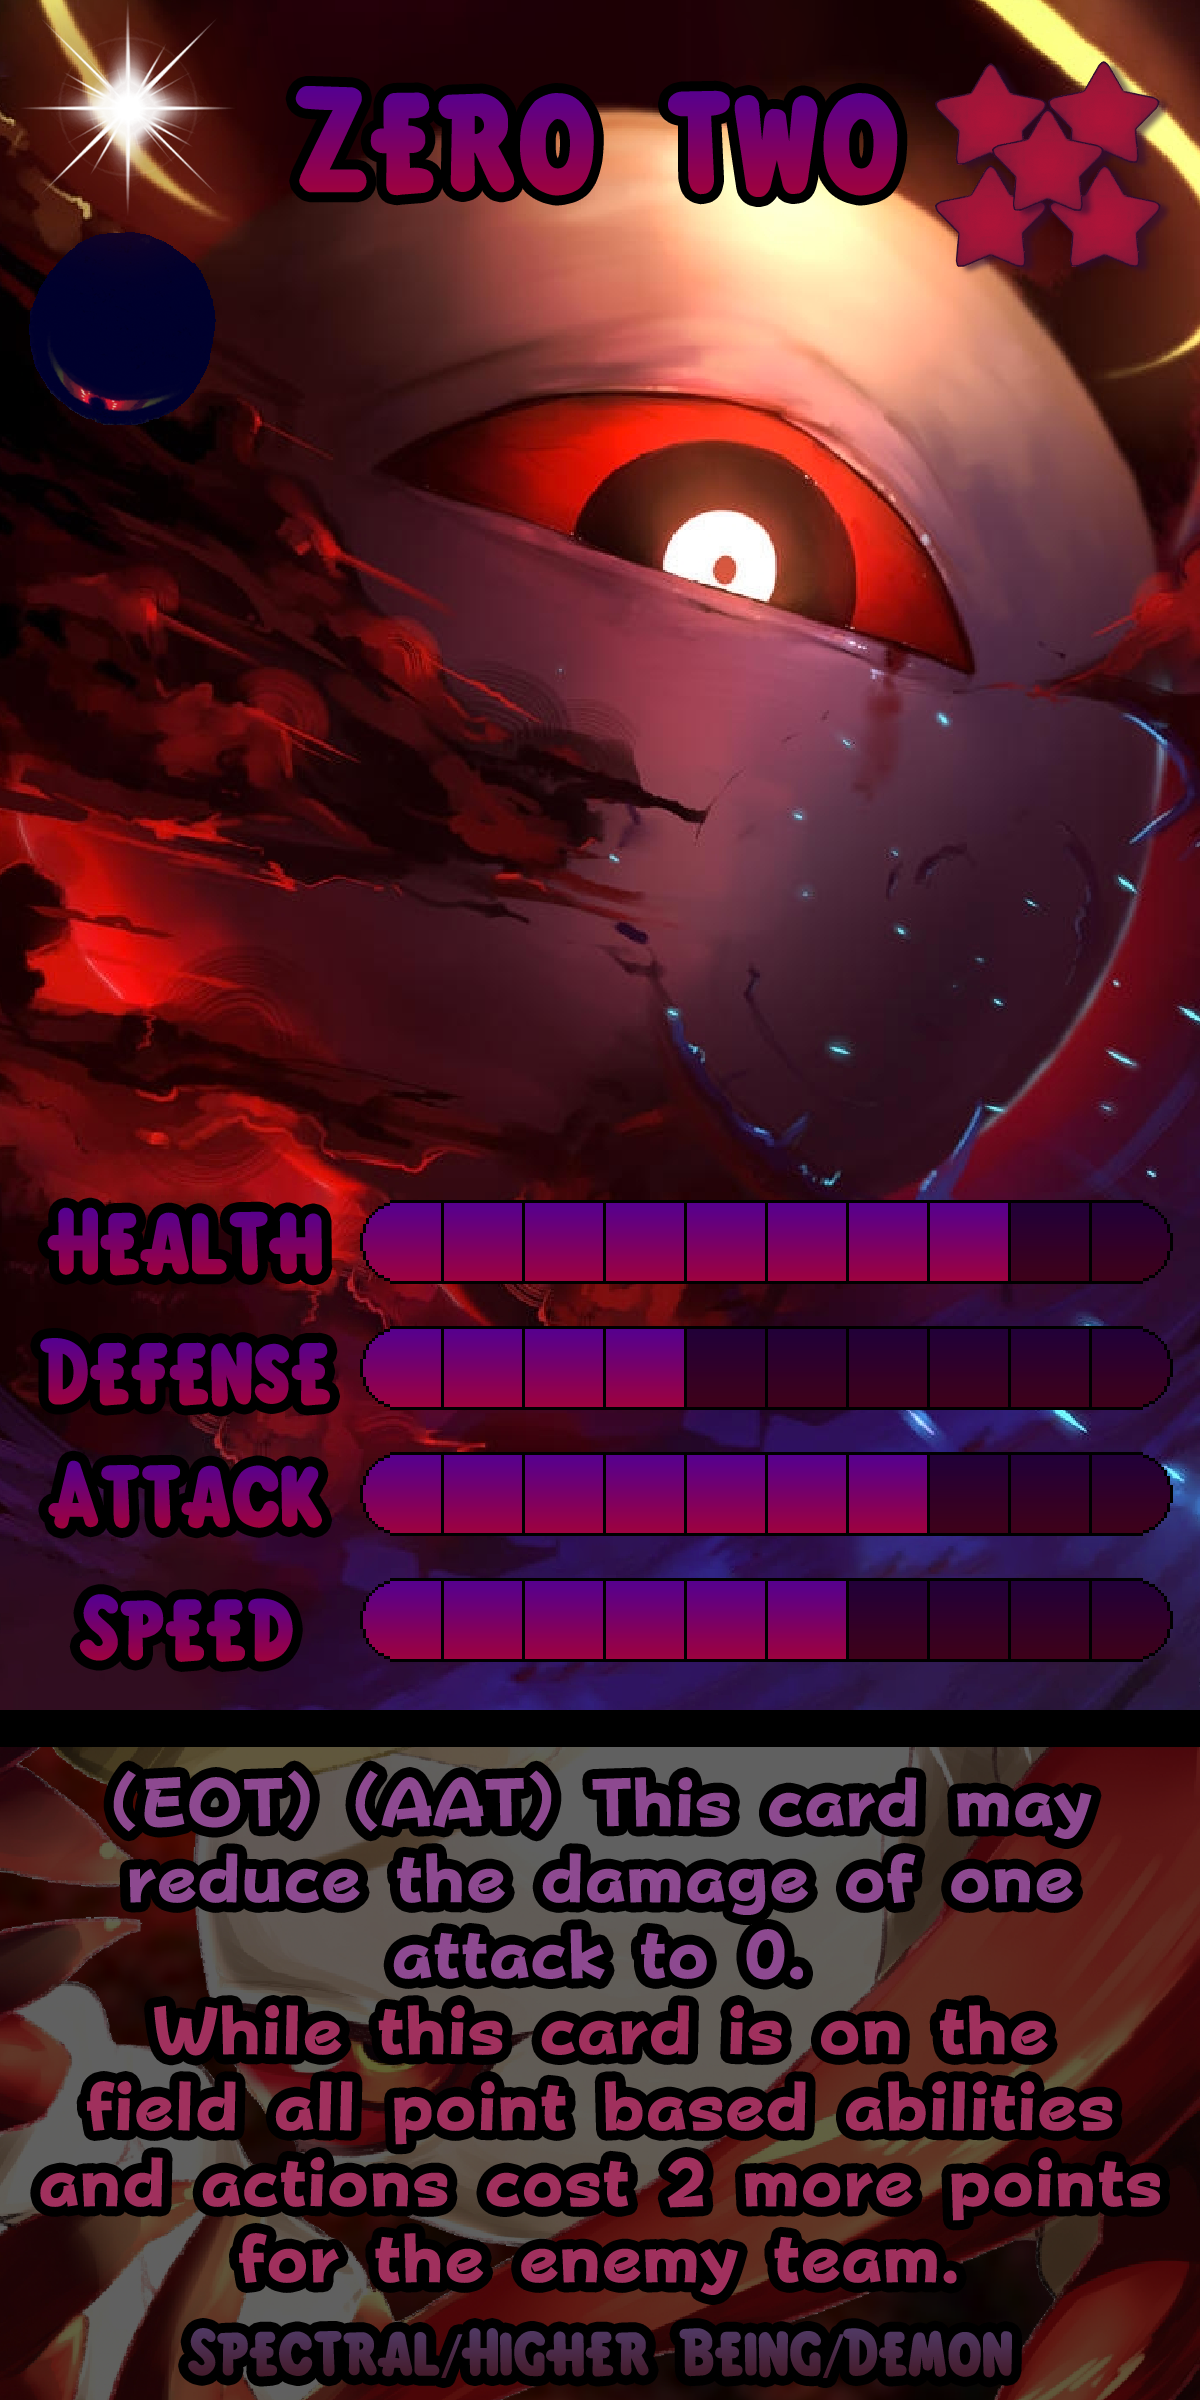 Zero Two
Health
Defense
Attack
Speed
(EOT) (AAT) This card may
reduce the damage of one
attack to 0.
While this card is on the
field all point based abilities
and actions cost 2 more points
for the enemy team.
Spectral/Higher Being/Demon